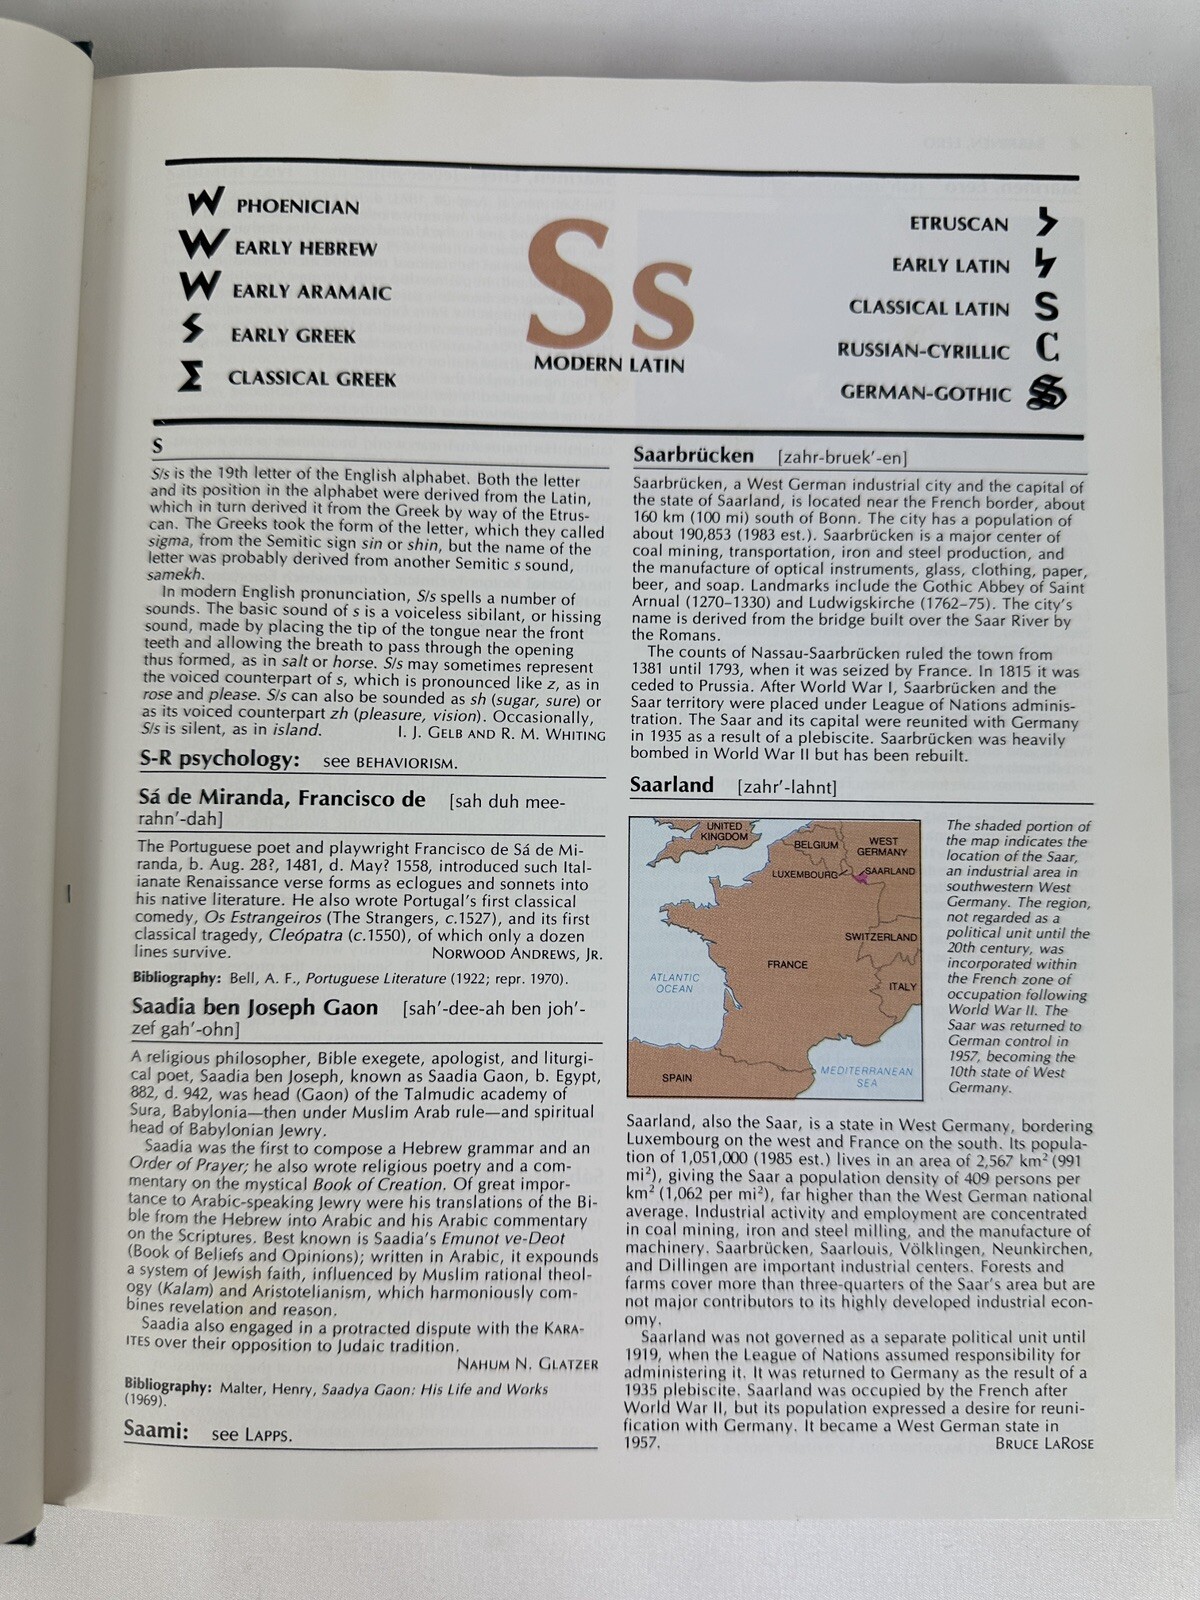 PHOENICIAN
EARLY HEBREW
EARLY ARAMAIC
EARLY GREEK
Σ CLASSICAL GREEK
Ss
MODERN LATIN
ETRUSCAN
EARLY LATIN
CLASSICAL LATIN S
RUSSIAN-CYRILLIC С
GERMAN-GOTHIC S
S
S/s is the 19th letter of the English alphabet. Both the letter
and its position in the alphabet were derived from the Latin,
which in turn derived it from the Greek by way of the Etrus-
can. The Greeks took the form of the letter, which they called
sigma, from the Semitic sign sin or shin, but the name of the
letter was probably derived from another Semitic s sound,
samekh.
In modern English pronunciation, S/s spells a number of
sounds. The basic sound of s is a voiceless sibilant, or hissing
sound, made by placing the tip of the tongue near the front
teeth and allowing the breath to pass through the opening
thus formed, as in salt or horse. S/s may sometimes represent
the voiced counterpart of s, which is pronounced like z, as in
rose and please. S/s can also be sounded as sh (sugar, sure) or
as its voiced counterpart zh (pleasure, vision). Occasionally,
S/s is silent, as in island. I. J. GELB AND R. M. WHITING
S-R psychology: see BEHAVIORISM.
Sá de Miranda, Francisco de [sah duh mee-
rahn'-dah]
The Portuguese poet and playwright Francisco de Sá de Mi-
randa, b. Aug. 28?, 1481, d. May? 1558, introduced such Ital-
ianate Renaissance verse forms as eclogues and sonnets into
his native literature. He also wrote Portugal's first classical
comedy, Os Estrangeiros (The Strangers, c.1527), and its first
classical tragedy, Cleópatra (c.1550), of which only a dozen
lines survive. NORWOOD ANDREWS, JR.
Bibliography: Bell, A. F., Portuguese Literature (1922; repr. 1970).
Saadia ben Joseph Gaon [sah'-dee-ah ben joh'-
zef gah'-ohn]
A religious philosopher, Bible exegete, apologist, and liturgi-
cal poet, Saadia ben Joseph, known as Saadia Gaon, b. Egypt,
882, d. 942, was head (Gaon) of the Talmudic academy of
Sura, Babylonia—then under Muslim Arab rule—and spiritual
head of Babylonian Jewry.
Saadia was the first to compose a Hebrew grammar and an
Order of Prayer; he also wrote religious poetry and a com-
mentary on the mystical Book of Creation. Of great impor-
tance to Arabic-speaking Jewry were his translations of the Bi-
ble from the Hebrew into Arabic and his Arabic commentary
on the Scriptures. Best known is Saadia's Emunot ve-Deot
(Book of Beliefs and Opinions); written in Arabic, it expounds
a system of Jewish faith, influenced by Muslim rational theol-
ogy (Kalam) and Aristotelianism, which harmoniously com-
bines revelation and reason.
Saadia also engaged in a protracted dispute with the KARA-
ITES over their opposition to Judaic tradition.
NAHUM N. GLATZER
Bibliography: Malter, Henry, Saadya Gaon: His Life and Works
(1969).
Saami: see LAPPS.
Saarbrücken [zahr-bruek'-en]
Saarbrücken, a West German industrial city and the capital of
the state of Saarland, is located near the French border, about
160 km (100 mi) south of Bonn. The city has a population of
about 190,853 (1983 est.). Saarbrücken is a major center of
coal mining, transportation, iron and steel production, and
the manufacture of optical instruments, glass, clothing, paper,
beer, and soap. Landmarks include the Gothic Abbey of Saint
Arnual (1270–1330) and Ludwigskirche (1762–75). The city's
name is derived from the bridge built over the Saar River by
the Romans.
The counts of Nassau-Saarbrücken ruled the town from
1381 until 1793, when it was seized by France. In 1815 it was
ceded to Prussia. After World War I, Saarbrücken and the
Saar territory were placed under League of Nations adminis-
tration. The Saar and its capital were reunited with Germany
in 1935 as a result of a plebiscite. Saarbrücken was heavily
bombed in World War II but has been rebuilt.
Saarland [zahr'-lahnt]
UNITED
KINGDOM
BELGIUM
WEST
GERMANY
LUXEMBOURG
SAARLAND
SWITZERLAND
FRANCE
ITALY
ATLANTIC
OCEAN
MEDITERRANEAN
SEA
SPAIN
The shaded portion of
the map indicates the
location of the Saar,
an industrial area in
southwestern West
Germany. The region,
not regarded as a
political unit until the
20th century, was
incorporated within
the French zone of
occupation following
World War II. The
Saar was returned to
German control in
1957, becoming the
10th state of West
Germany.
Saarland, also the Saar, is a state in West Germany, bordering
Luxembourg on the west and France on the south. Its popula-
tion of 1,051,000 (1985 est.) lives in an area of 2,567 km² (991
mi²), giving the Saar a population density of 409 persons per
km² (1,062 per mi²), far higher than the West German national
average. Industrial activity and employment are concentrated
in coal mining, iron and steel milling, and the manufacture of
machinery. Saarbrücken, Saarlouis, Völklingen, Neunkirchen,
and Dillingen are important industrial centers. Forests and
farms cover more than three-quarters of the Saar's area but are
not major contributors to its highly developed industrial econ-
omy.
Saarland was not governed as a separate political unit until
1919, when the League of Nations assumed responsibility for
administering it. It was returned to Germany as the result of a
1935 plebiscite. Saarland was occupied by the French after
World War II, but its population expressed a desire for reuni-
fication with Germany. It became a West German state in
1957. BRUCE LAROSE